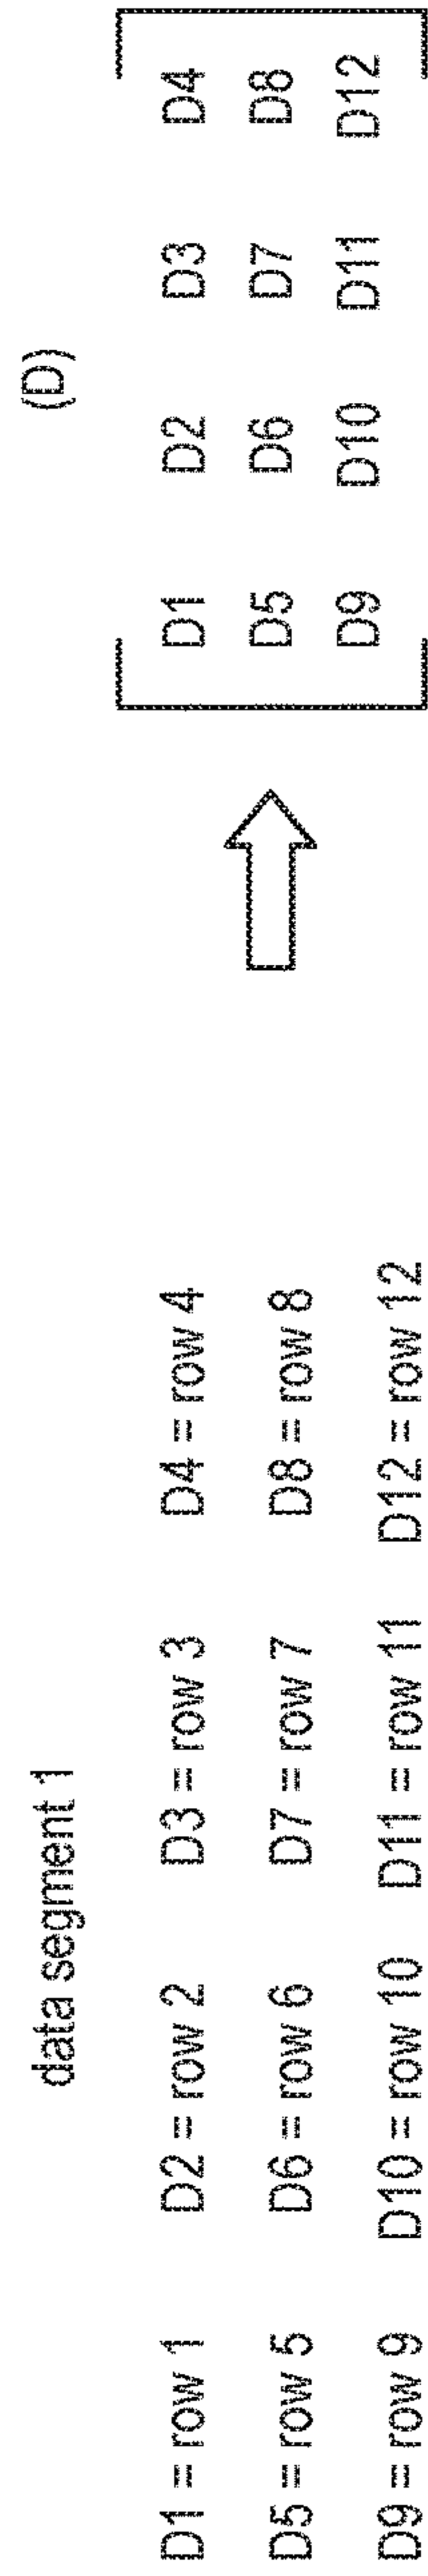 data segment 1
D1 = row 1 D2 = row 2 D3 = row 3 D4 = row 4
D5 = row 5 D6 = row 6 D7 = row 7 D8 = row 8
D9 = row 9 D10 = row 10 D11 = row 11 D12 = row 12
(D)
D1 D2 D3 D4
D5 D6 D7 D8
D9 D10 D11 D12